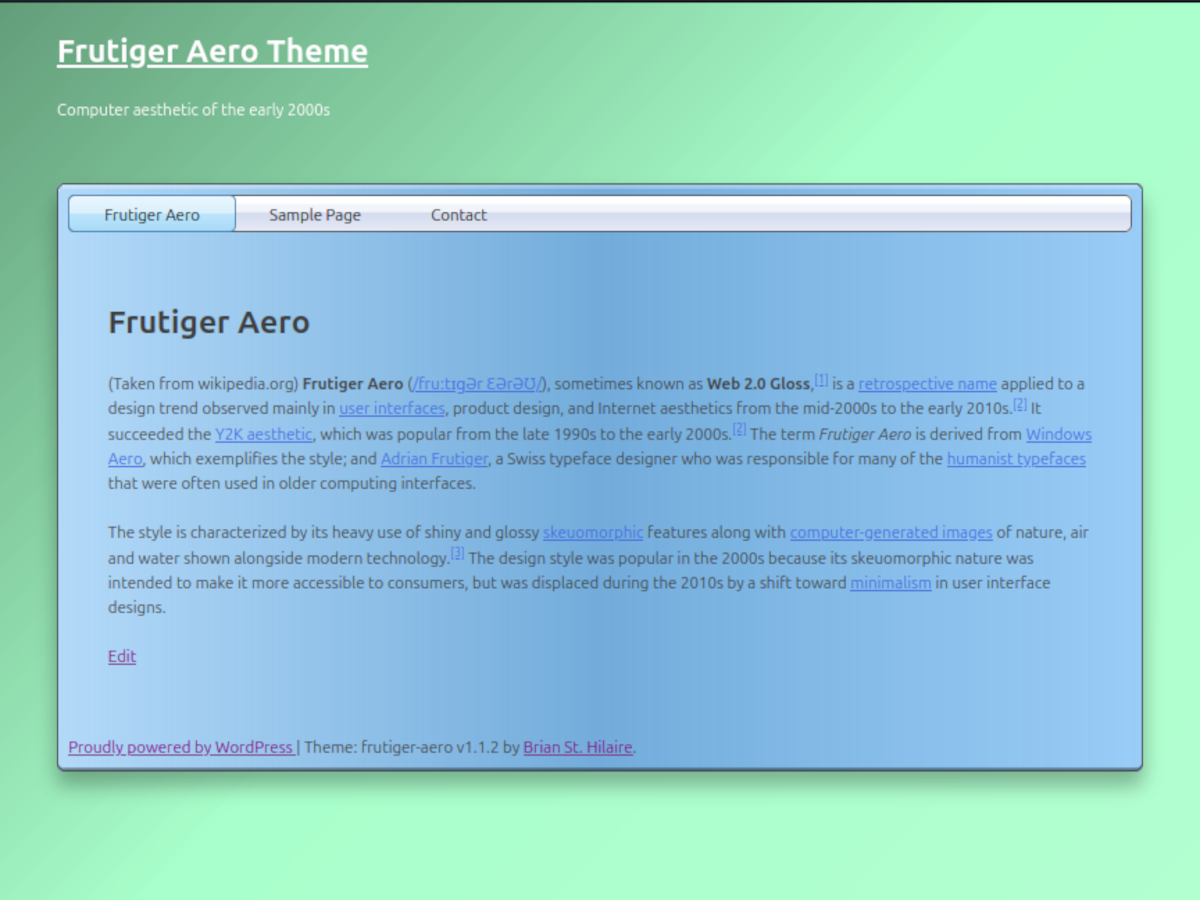 Frutiger Aero Theme
Computer aesthetic of the early 2000s
Frutiger Aero Sample Page Contact
Frutiger Aero
(Taken from wikipedia.org) Frutiger Aero (/fruːtɪgƏr ƐƏrƏƱ/), sometimes known as Web 2.0 Gloss,[1] is a retrospective name applied to a
design trend observed mainly in user interfaces, product design, and Internet aesthetics from the mid-2000s to the early 2010s.[2] It
succeeded the Y2K aesthetic, which was popular from the late 1990s to the early 2000s.[2] The term Frutiger Aero is derived from Windows
Aero, which exemplifies the style; and Adrian Frutiger, a Swiss typeface designer who was responsible for many of the humanist typefaces
that were often used in older computing interfaces.
The style is characterized by its heavy use of shiny and glossy skeuomorphic features along with computer-generated images of nature, air
and water shown alongside modern technology.[3] The design style was popular in the 2000s because its skeuomorphic nature was
intended to make it more accessible to consumers, but was displaced during the 2010s by a shift toward minimalism in user interface
designs.
Edit
Proudly powered by WordPress | Theme: frutiger-aero v1.1.2 by Brian St. Hilaire.